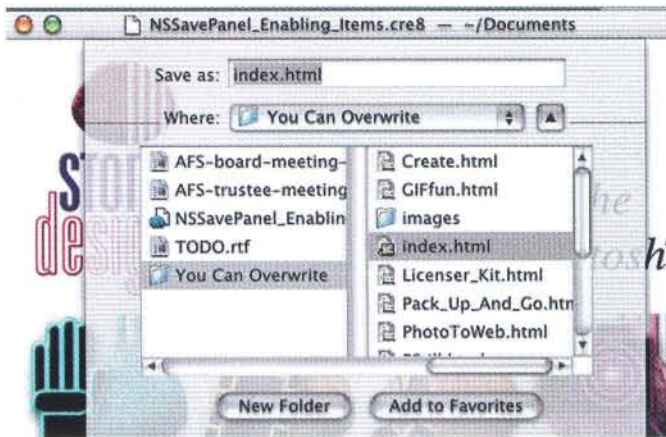 NSSavePanel_Enabling_Items.cre8 — ~/Documents
Save as: index.html
Where: You Can Overwrite
AFS-board-meeting-
AFS-trustee-meeting
NSSavePanel_Enablin
TODO.rtf
You Can Overwrite
Create.html
GIFfun.html
images
index.html
Licenser_Kit.html
Pack_Up_And_Go.htm
PhotoToWeb.html
he
New Folder
Add to Favorites